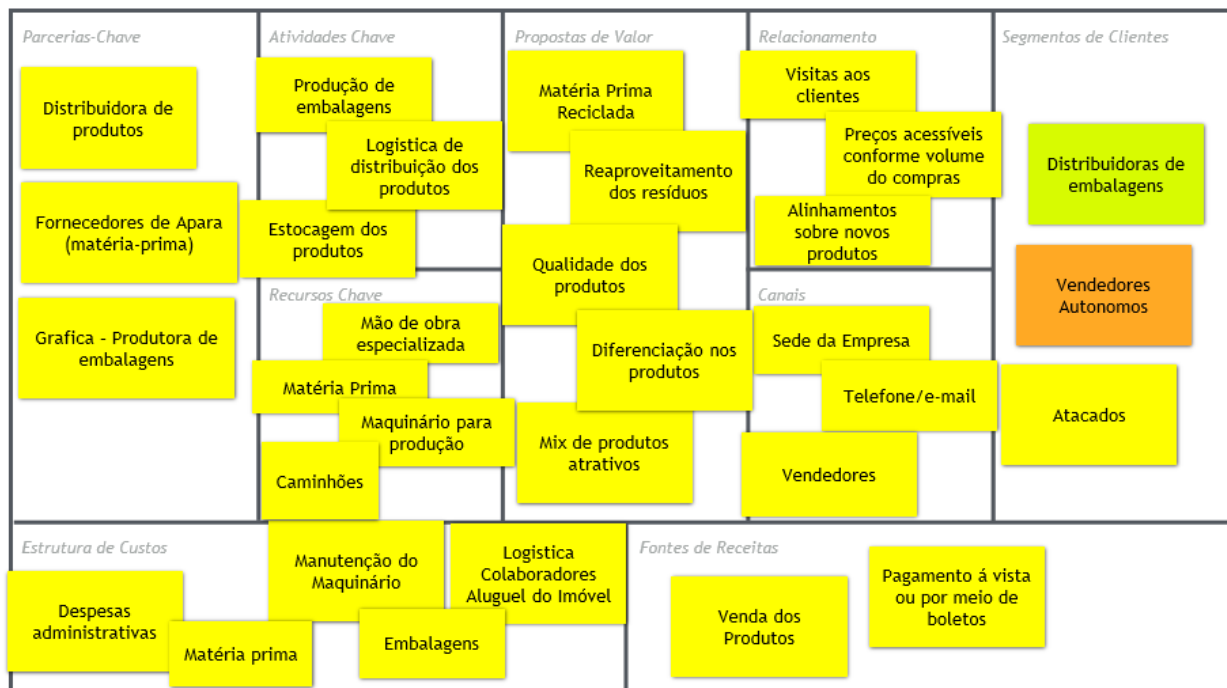 Parcerias-Chave
Distribuidora de
produtos
Fornecedores de Apara
(matéria-prima)
Grafica - Produtora de
embalagens
Atividades Chave
Produção de
embalagens
Logistica de
distribuição dos
produtos
Estocagem dos
produtos
Recursos Chave
Mão de obra
especializada
Matéria Prima
Maquinário para
produção
Caminhões
Propostas de Valor
Matéria Prima
Reciclada
Reaproveitamento
dos resíduos
Qualidade dos
produtos
Diferenciação nos
produtos
Mix de produtos
atrativos
Relacionamento
Visitas aos
clientes
Preços acessíveis
conforme volume
do compras
Alinhamentos
sobre novos
produtos
Canais
Sede da Empresa
Telefone/e-mail
Vendedores
Segmentos de Clientes
Distribuidoras de
embalagens
Vendedores
Autonomos
Atacados
Estrutura de Custos
Despesas
administrativas
Matéria prima
Manutenção do
Maquinário
Embalagens
Logistica
Colaboradores
Aluguel do Imóvel
Fontes de Receitas
Venda dos
Produtos
Pagamento á vista
ou por meio de
boletos